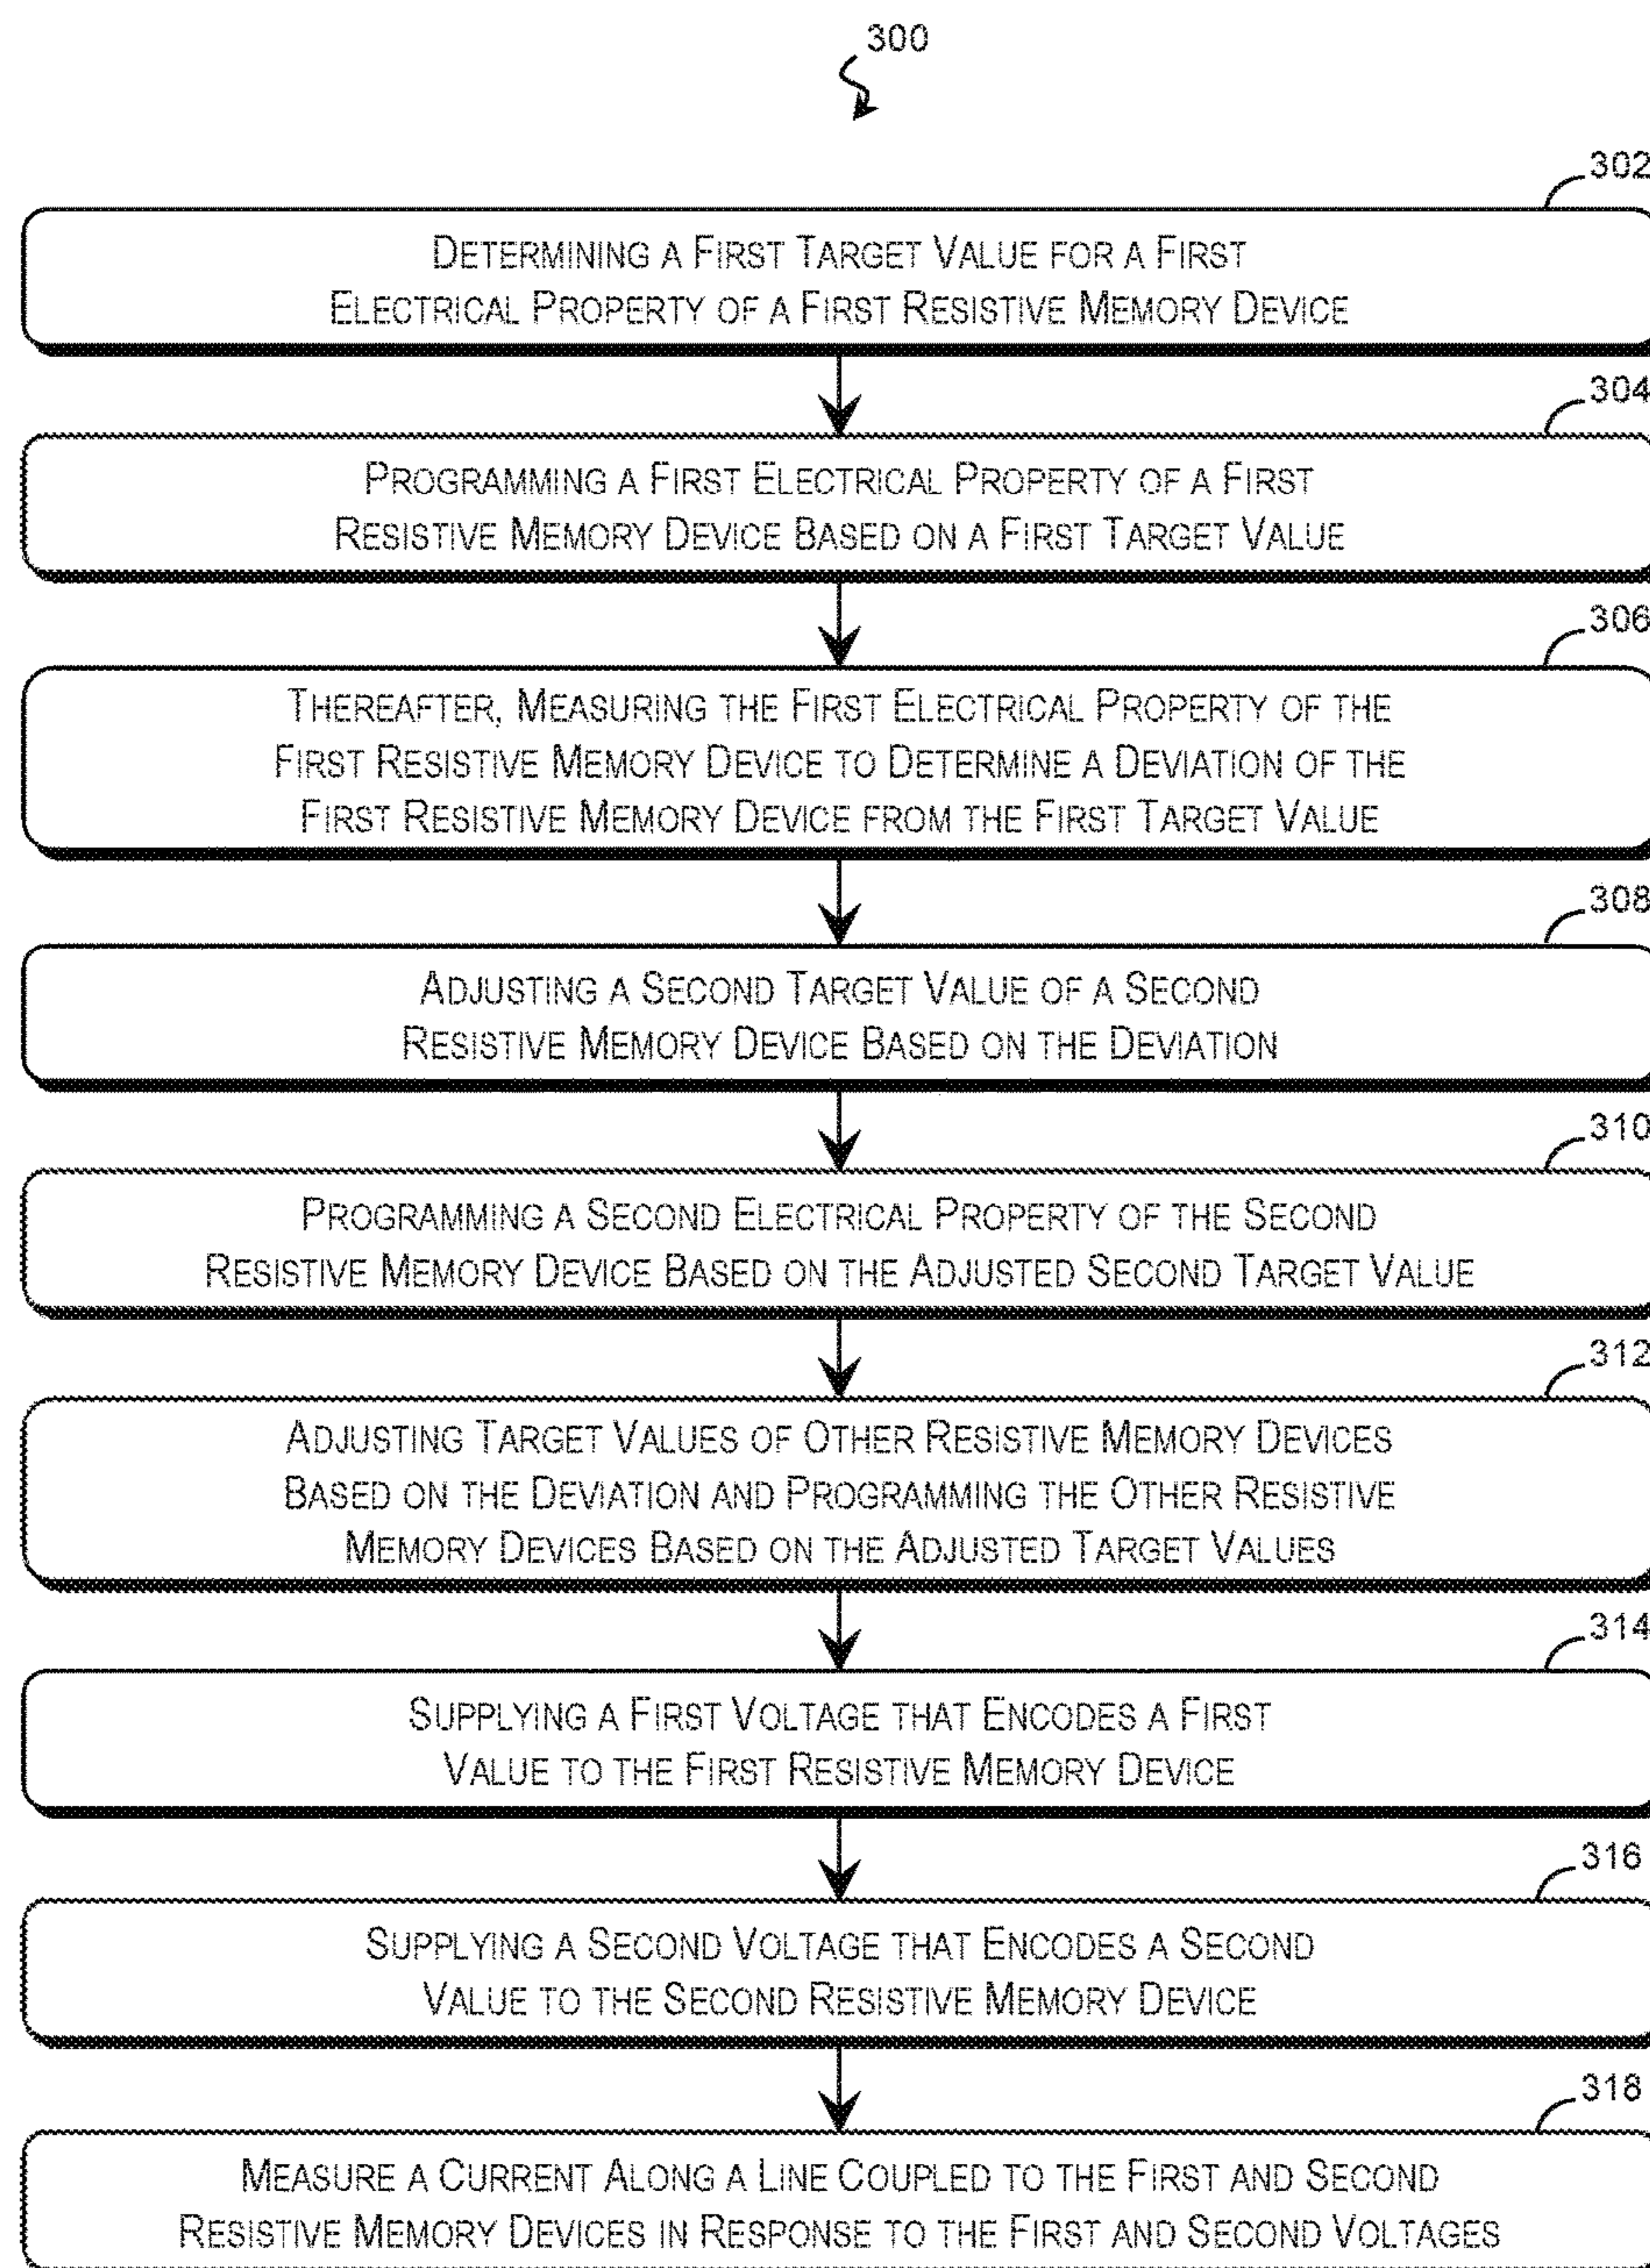 300
302
Determining a First Target Value for a First
Electrical Property of a First Resistive Memory Device
304
Programming a First Electrical Property of a First
Resistive Memory Device Based on a First Target Value
306
Thereafter, Measuring the First Electrical Property of the
First Resistive Memory Device to Determine a Deviation of the
First Resistive Memory Device from the First Target Value
308
Adjusting a Second Target Value of a Second
Resistive Memory Device Based on the Deviation
310
Programming a Second Electrical Property of the Second
Resistive Memory Device Based on the Adjusted Second Target Value
312
Adjusting Target Values of Other Resistive Memory Devices
Based on the Deviation and Programming the Other Resistive
Memory Devices Based on the Adjusted Target Values
314
Supplying a First Voltage that Encodes a First
Value to the First Resistive Memory Device
316
Supplying a Second Voltage that Encodes a Second
Value to the Second Resistive Memory Device
318
Measure a Current Along a Line Coupled to the First and Second
Resistive Memory Devices in Response to the First and Second Voltages